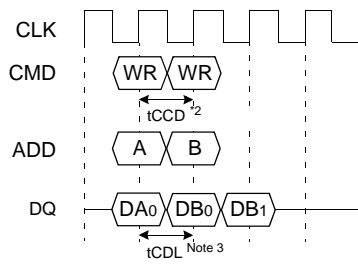 CLK
CMD WR WR
tCCD *2
ADD A B
DQ DA0 DB0 DB1
tCDL Note 3